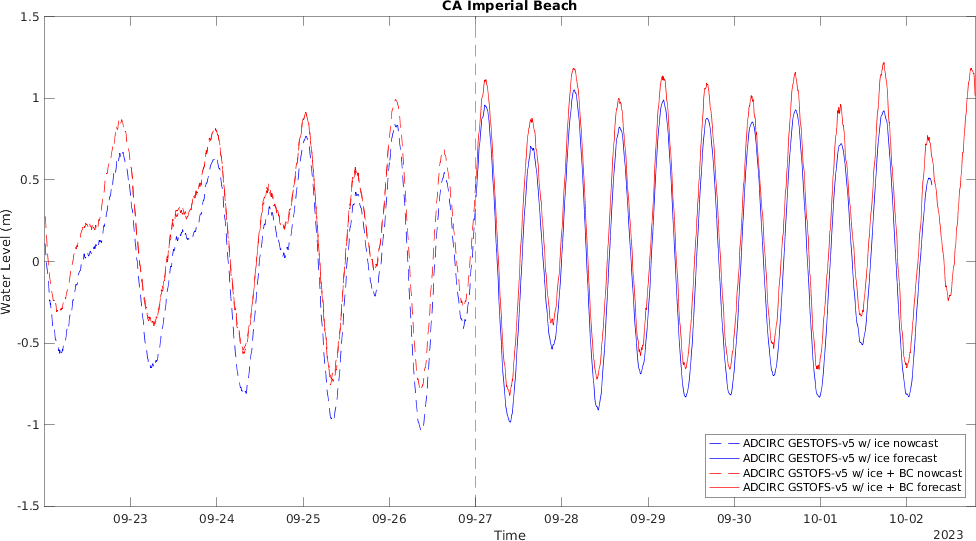 CA Imperial Beach
1.5
1
0.5
0
-0.5
-1
-1.5
Water Level (m)
09-23 09-24 09-25 09-26 09-27 09-28 09-29 09-30 10-01 10-02
Time
2023
ADCIRC GESTOFS-v5 w/ ice nowcast
ADCIRC GESTOFS-v5 w/ ice forecast
ADCIRC GSTOFS-v5 w/ ice + BC nowcast
ADCIRC GSTOFS-v5 w/ ice + BC forecast